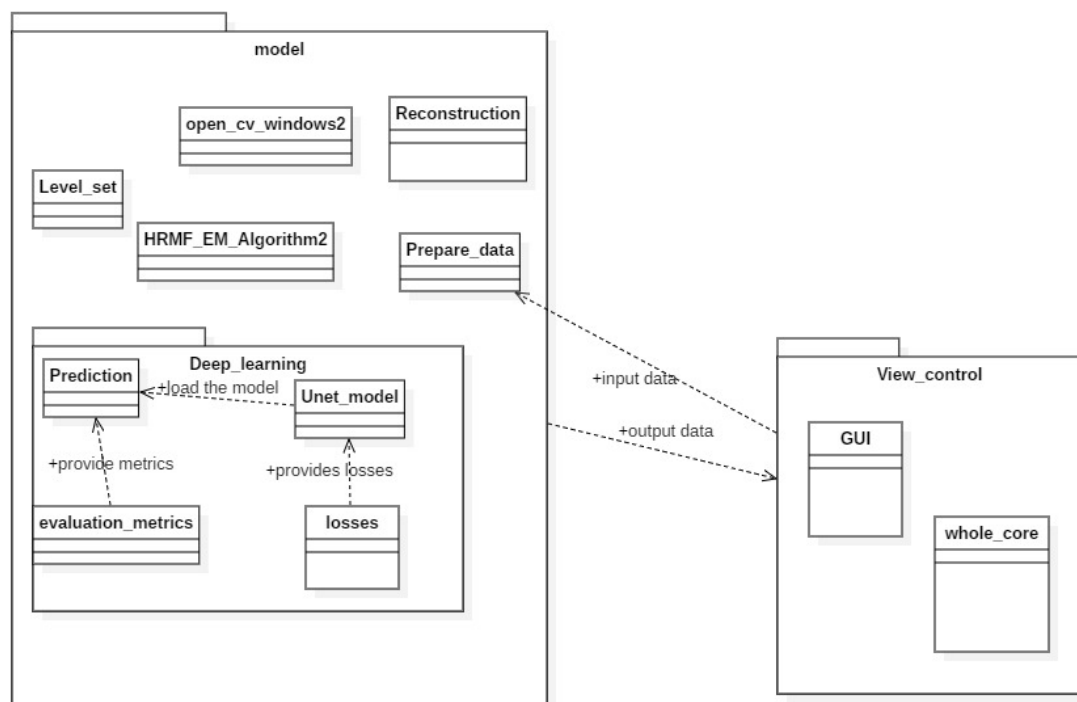 model
open_cv_windows2
Reconstruction
Level_set
HRMF_EM_Algorithm2
Prepare_data
Deep_learning
Prediction
+load the model
Unet_model
+provide metrics
+provides losses
evaluation_metrics
losses
+input data
+output data
View_control
GUI
whole_core